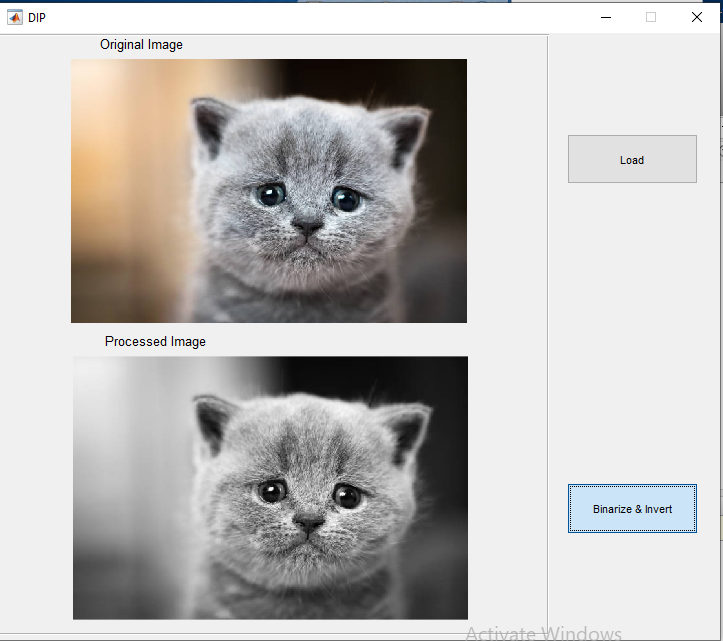 DIP
Original Image
Load
Processed Image
Binarize & Invert
Activate Windows